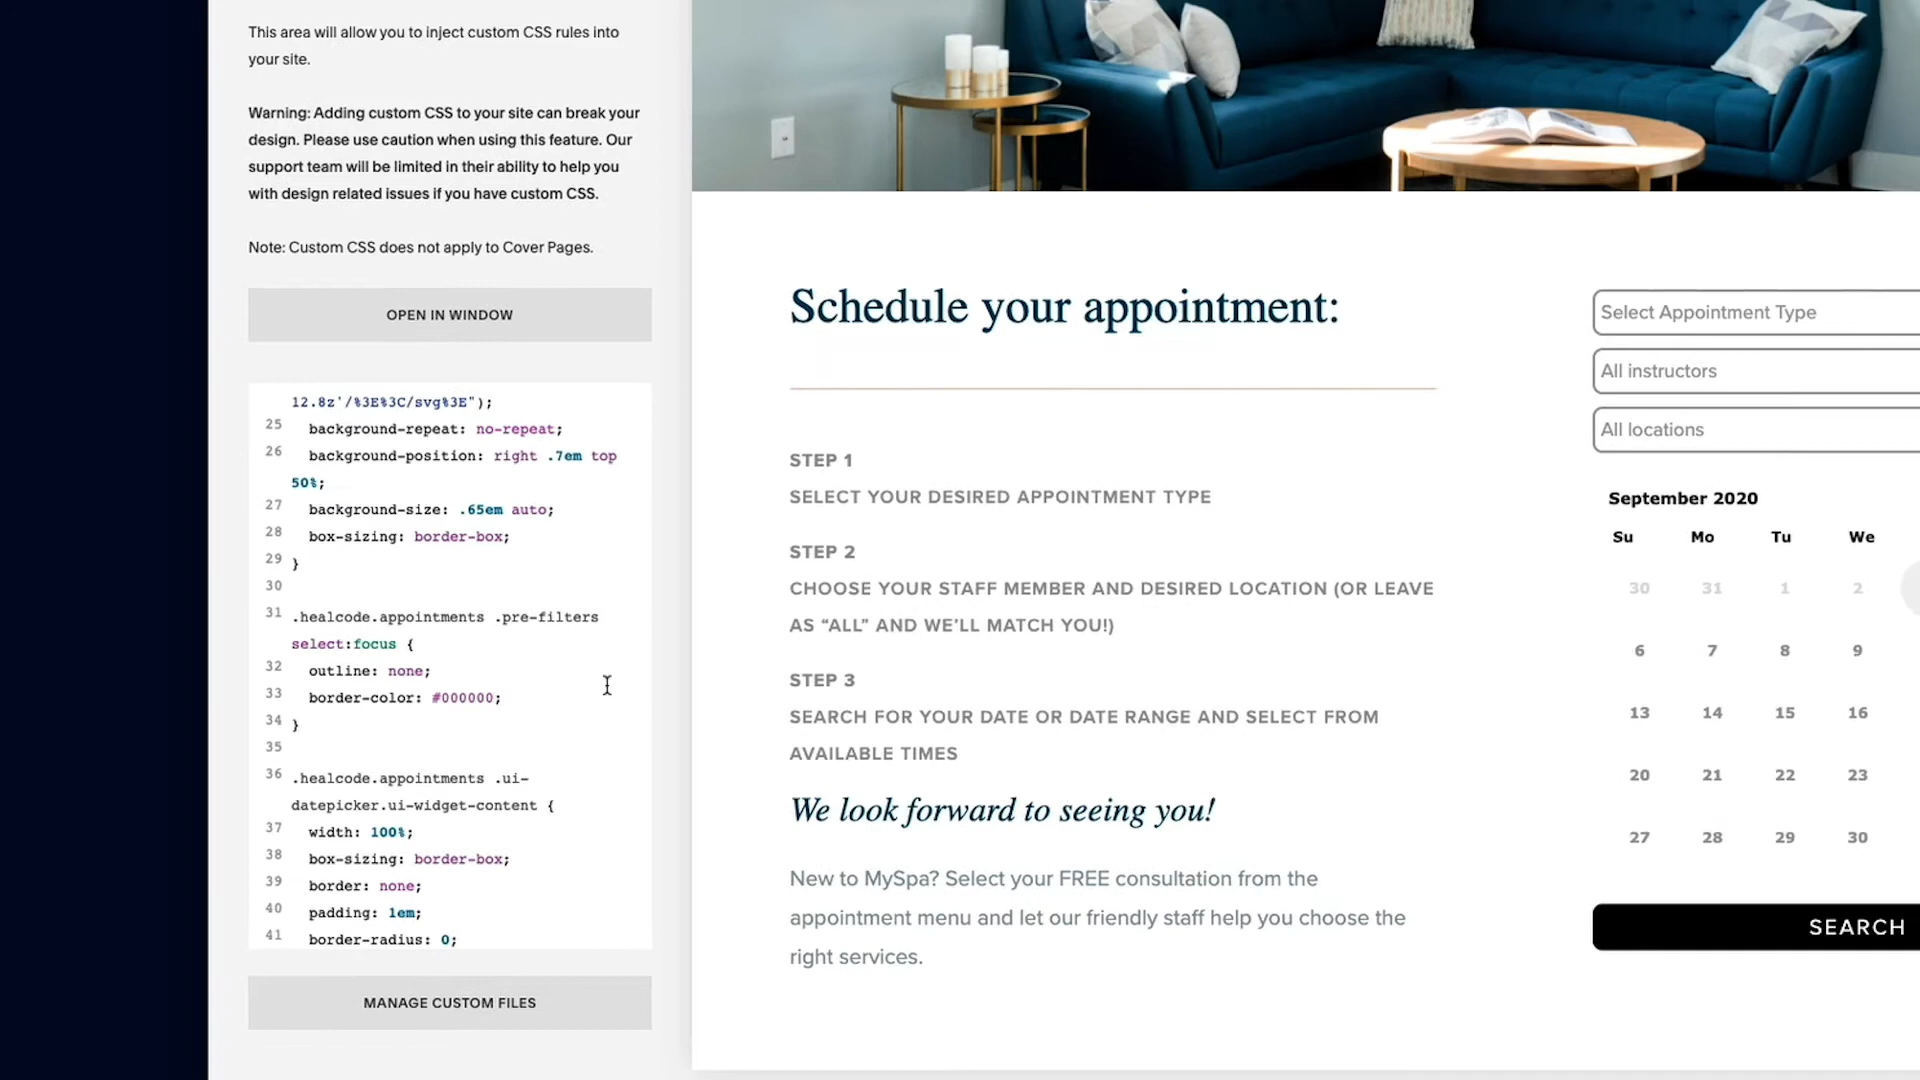 This area will allow you to inject custom CSS rules into
your site.
Warning: Adding custom CSS to your site can break your
design. Please use caution when using this feature. Our
support team will be limited in their ability to help you
with design related issues if you have custom CSS.
Note: Custom CSS does not apply to Cover Pages.
OPEN IN WINDOW
12.8z'/%3E%3C/svg%3E");
25 background-repeat: no-repeat;
26 background-position: right .7em top
50%;
27 background-size: .65em auto;
28 box-sizing: border-box;
29 }
30
31 .healcode.appointments .pre-filters
select:focus {
32 outline: none;
33 border-color: #000000;
34 }
35
36 .healcode.appointments .ui-
datepicker.ui-widget-content {
37 width: 100%;
38 box-sizing: border-box;
39 border: none;
40 padding: 1em;
41 border-radius: 0;
MANAGE CUSTOM FILES
Schedule your appointment:
STEP 1
SELECT YOUR DESIRED APPOINTMENT TYPE
STEP 2
CHOOSE YOUR STAFF MEMBER AND DESIRED LOCATION (OR LEAVE
AS “ALL” AND WE’LL MATCH YOU!)
STEP 3
SEARCH FOR YOUR DATE OR DATE RANGE AND SELECT FROM
AVAILABLE TIMES
We look forward to seeing you!
New to MySpa? Select your FREE consultation from the
appointment menu and let our friendly staff help you choose the
right services.
Select Appointment Type
All instructors
All locations
September 2020
Su Mo Tu We
30 31 1 2
6 7 8 9
13 14 15 16
20 21 22 23
27 28 29 30
SEARCH